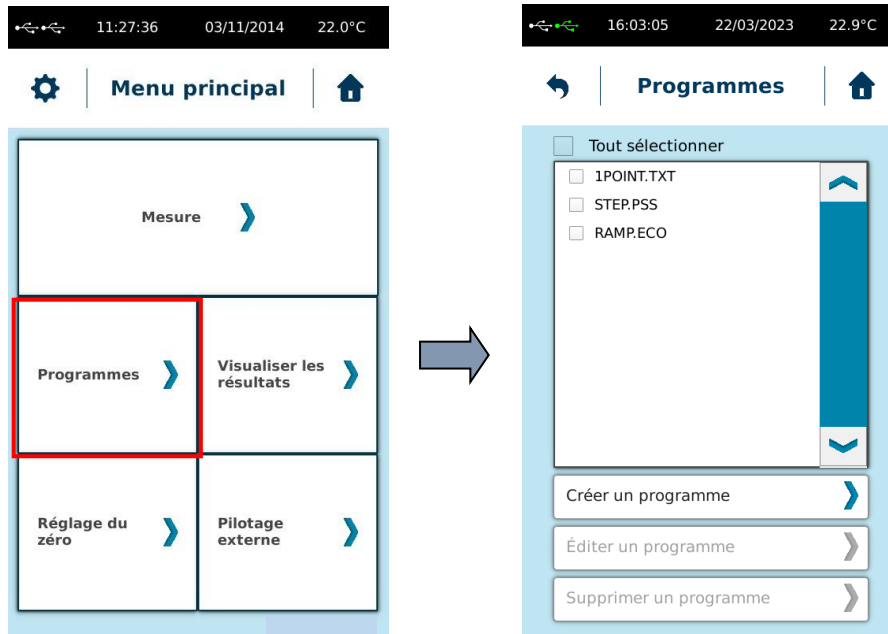 11:27:36 03/11/2014 22.0°C
Menu principal
Mesure
Programmes
Visualiser les
résultats
Réglage du
zéro
Pilotage
externe
16:03:05 22/03/2023 22.9°C
Programmes
Tout sélectionner
1POINT.TXT
STEP.PSS
RAMP.ECO
Créer un programme
Éditer un programme
Supprimer un programme